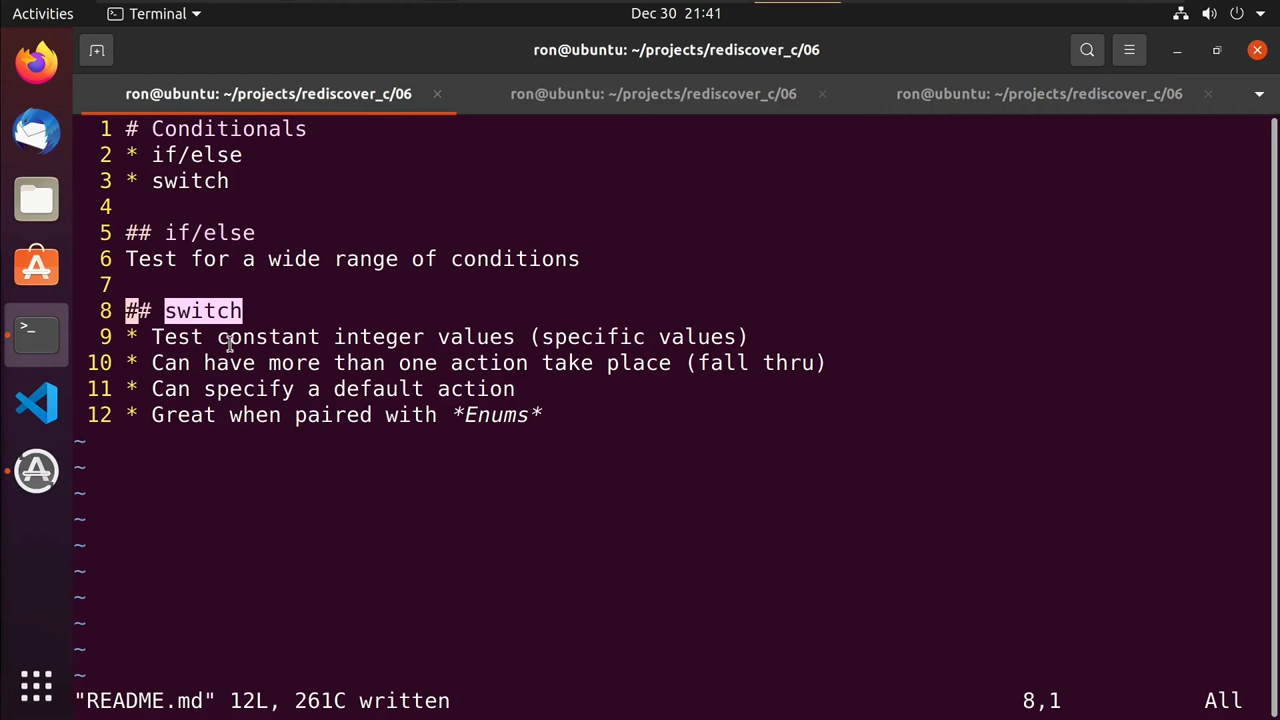 Activities
Terminal
Dec 30 21:41
ron@ubuntu: ~/projects/rediscover_c/06
ron@ubuntu: ~/projects/rediscover_c/06
ron@ubuntu: ~/projects/rediscover_c/06
ron@ubuntu: ~/projects/rediscover_c/06
1 # Conditionals
2 * if/else
3 * switch
4
5 ## if/else
6 Test for a wide range of conditions
7
8 ## switch
9 * Test constant integer values (specific values)
10 * Can have more than one action take place (fall thru)
11 * Can specify a default action
12 * Great when paired with *Enums*
~
~
~
~
~
~
~
~
~
~
"README.md" 12L, 261C written
8,1
All